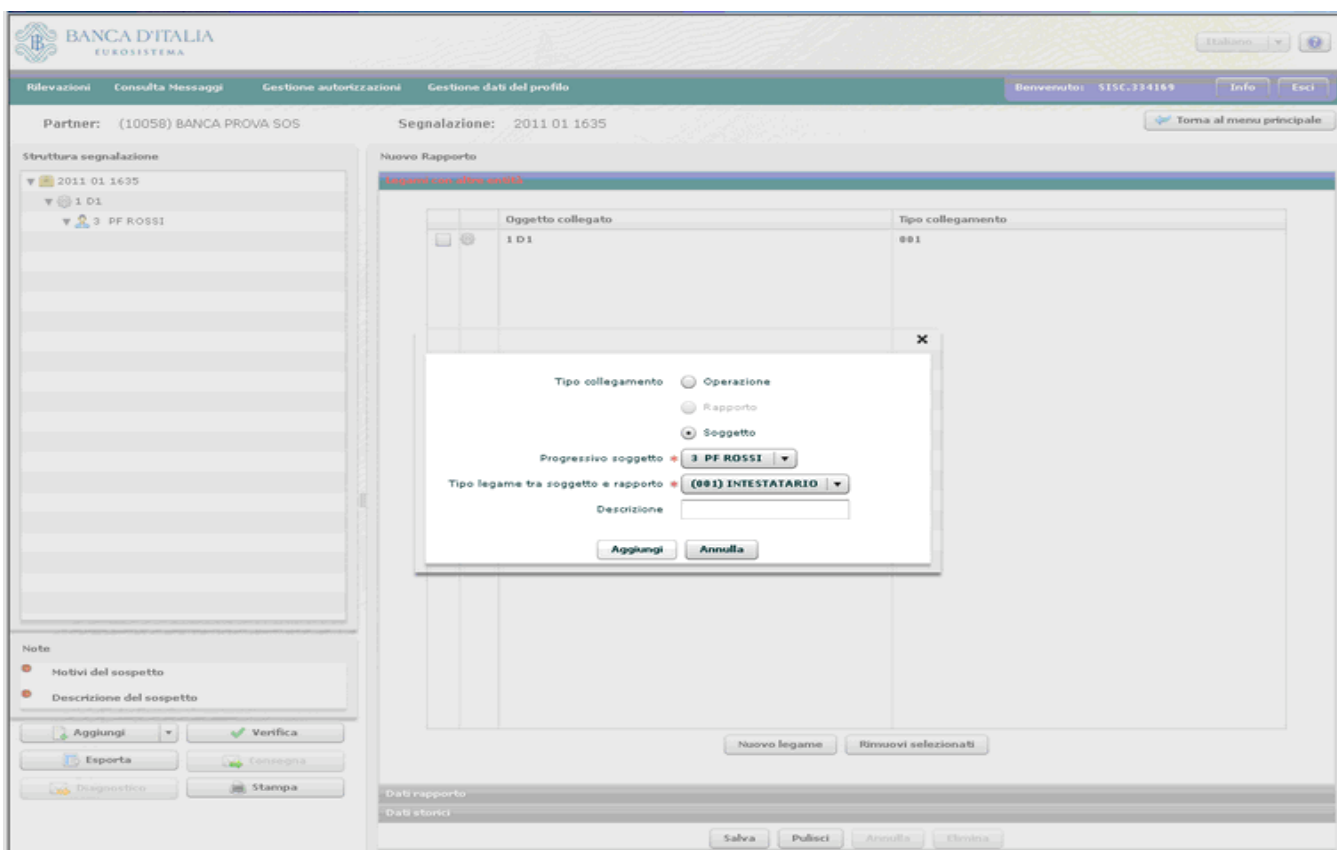 BANCA D'ITALIA
EUROSISTEMA
Italiano
Rilevazioni Consulta Messaggi Gestione autorizzazioni Gestione dati del profilo Benvenuto: SISC.334169 Info Esci
Partner: (10058) BANCA PROVA SOS Segnalazione: 2011 01 1635 Torna al menu principale
Struttura segnalazione
2011 01 1635
1 D1
3 PF ROSSI
Nuovo Rapporto
Legami con altre entità
Oggetto collegato Tipo collegamento
1 D1 001
Tipo collegamento Operazione
Rapporto
Soggetto
Progressivo soggetto * 3 PF ROSSI
Tipo legame tra soggetto e rapporto * (001) INTESTATARIO
Descrizione
Aggiungi Annulla
Nuovo legame Rimuovi selezionati
Note
Motivi del sospetto
Descrizione del sospetto
Aggiungi Verifica
Esporta Consegna
Diagnostico Stampa
Dati rapporto
Dati storici
Salva Pulisci Annulla Elimina